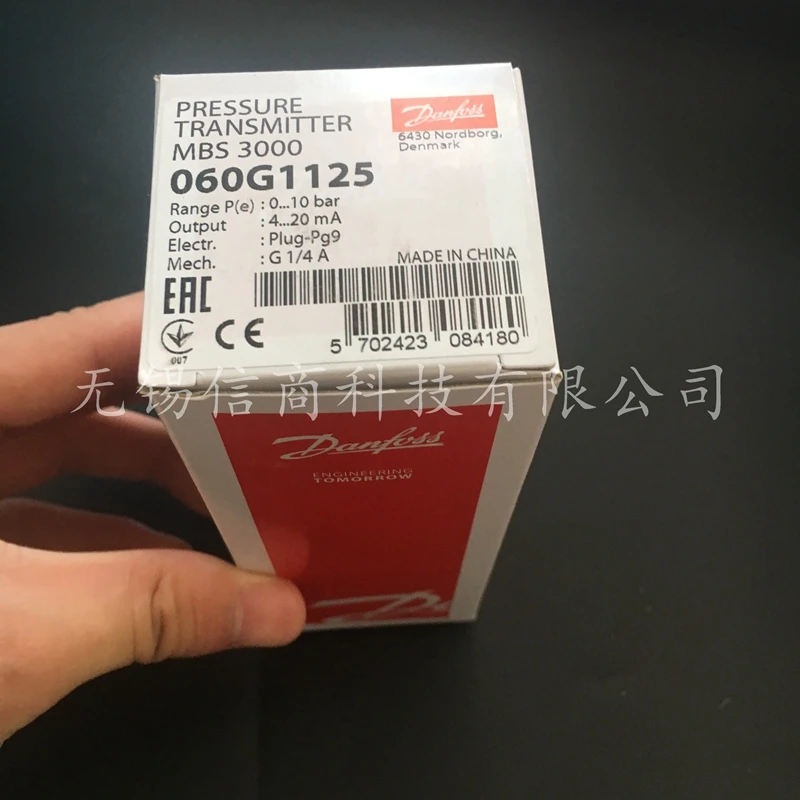 PRESSURE
TRANSMITTER
MBS 3000
060G1125
Danfoss
6430 Nordborg,
Denmark
Range P(e) : 0...10 bar
Output : 4...20 mA
Electr. : Plug-Pg9
Mech. : G 1/4 A
MADE IN CHINA
EAC
007
CE
5 702423 084180
无锡信商科技有限公司
Danfoss
ENGINEERING
TOMORROW
Da